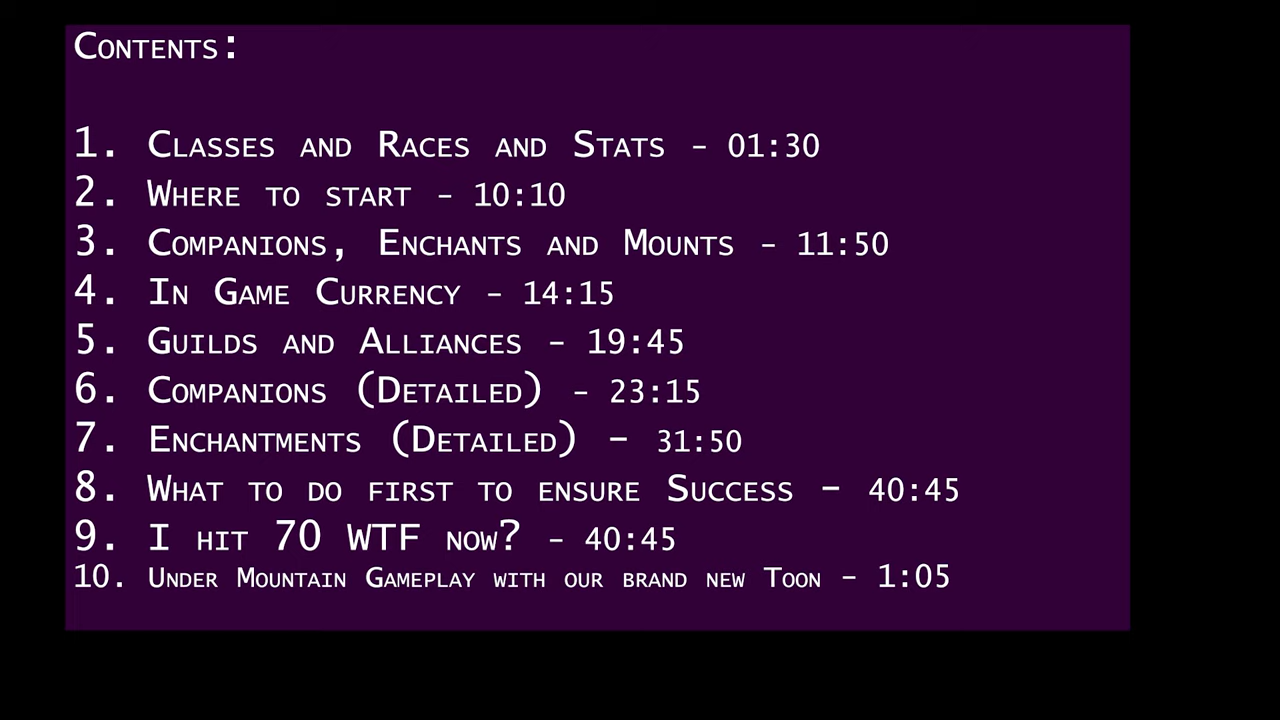 Contents:
1. Classes and Races and Stats - 01:30
2. Where to start - 10:10
3. Companions, Enchants and Mounts - 11:50
4. In Game Currency - 14:15
5. Guilds and Alliances - 19:45
6. Companions (Detailed) - 23:15
7. Enchantments (Detailed) - 31:50
8. What to do first to ensure Success - 40:45
9. I hit 70 WTF now? - 40:45
10. Under Mountain Gameplay with our brand new Toon - 1:05